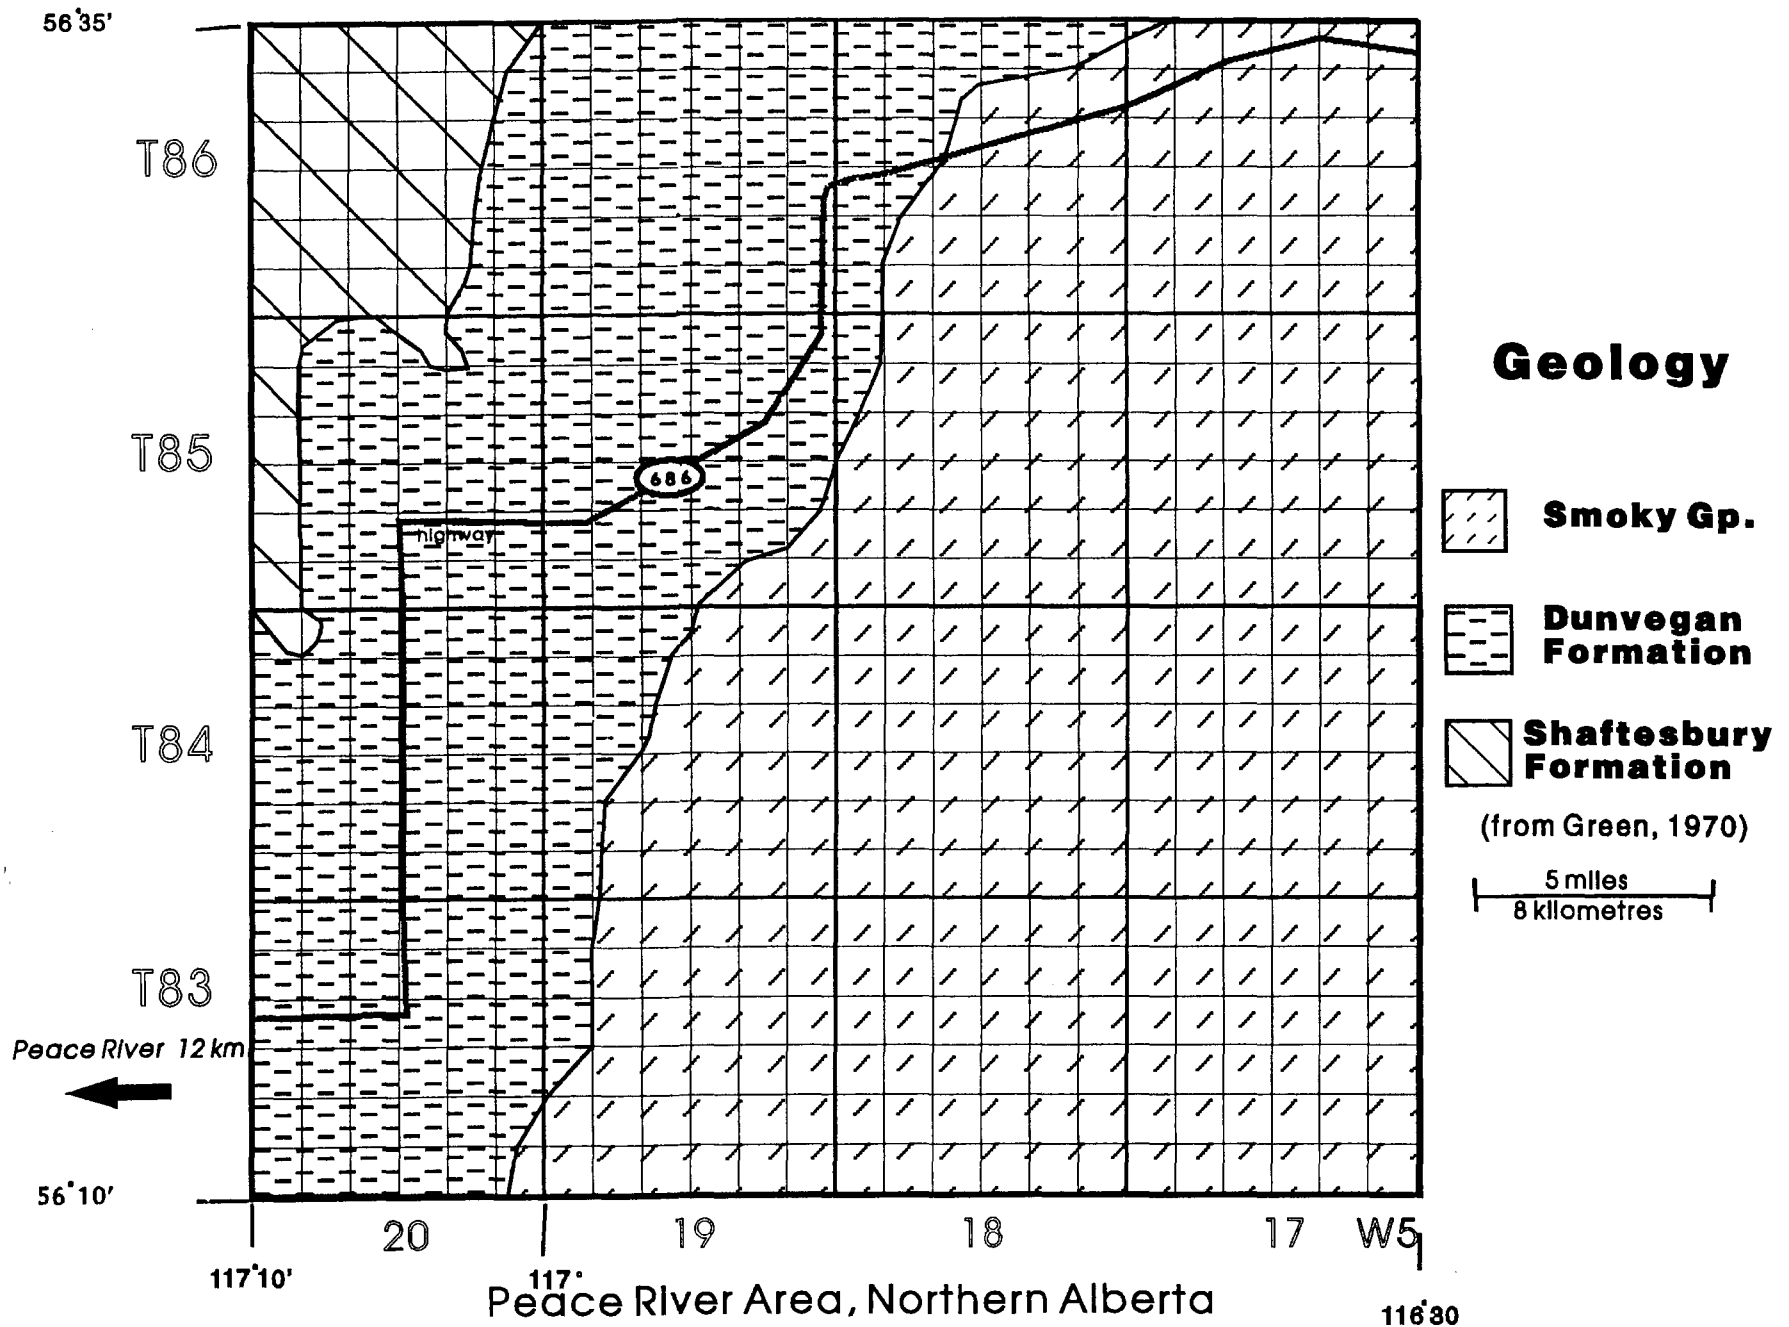 56°35'
T86
T85
T84
T83
686
highway
Peace River 12 km
56°10'
20 19 18 17 W5
117°10' 117° 116°30
Peace River Area, Northern Alberta
Geology
Smoky Gp.
Dunvegan
Formation
Shaftesbury
Formation
(from Green, 1970)
5 miles
8 kilometres